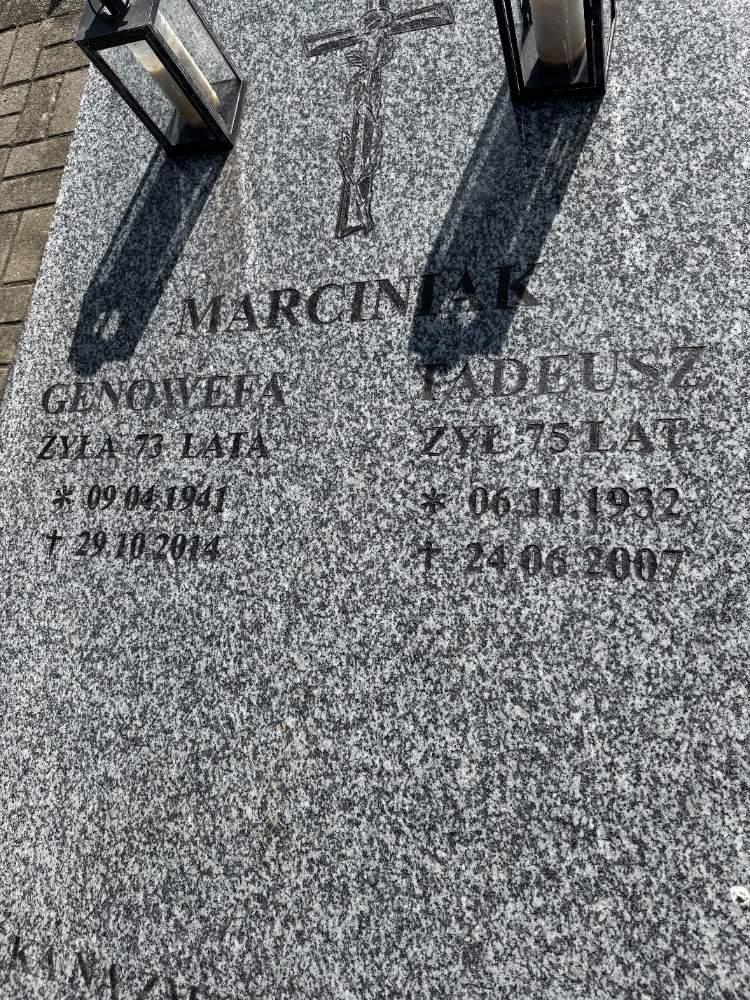 MARCINIAK
GENOWEFA
ŻYŁA 73 LATA
* 09.04.1941
† 29.10.2014
TADEUSZ
ŻYŁ 75 LAT
* 06.11.1932
† 24.06.2007